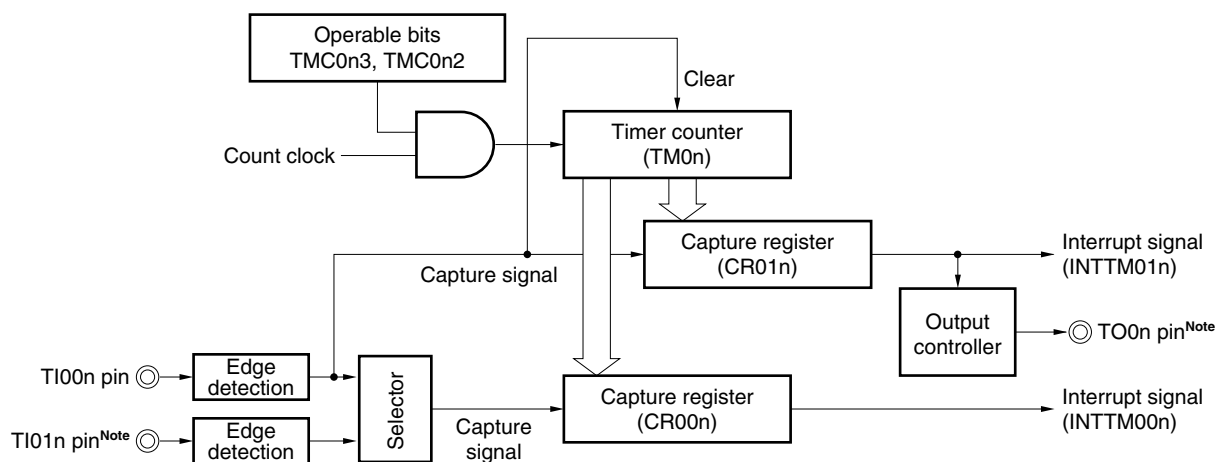 Operable bits
TMC0n3, TMC0n2
Clear
Timer counter
(TM0n)
Count clock
Capture register
(CR01n)
Interrupt signal
(INTTM01n)
Capture signal
Output
controller
TO0n pinNote
TI00n pin
Edge
detection
Selector
Capture register
(CR00n)
Interrupt signal
(INTTM00n)
TI01n pinNote
Edge
detection
Capture
signal